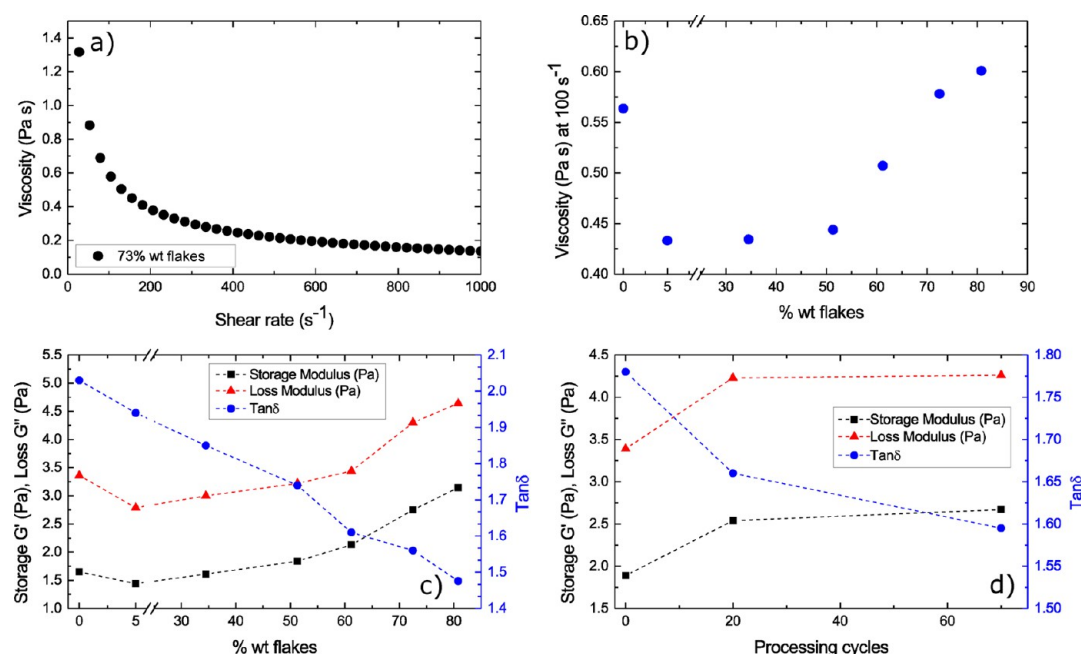 a)
1.4
1.2
1.0
0.8
0.6
0.4
0.2
0.0
Viscosity (Pa s)
73% wt flakes
0 200 400 600 800 1000
Shear rate (s⁻¹)
b)
0.65
0.60
0.55
0.50
0.45
0.40
Viscosity (Pa s) at 100 s⁻¹
0 5 30 40 50 60 70 80 90
% wt flakes
c)
5.5
5.0
4.5
4.0
3.5
3.0
2.5
2.0
1.5
1.0
Storage G' (Pa), Loss G'' (Pa)
Storage Modulus (Pa)
Loss Modulus (Pa)
Tanδ
2.1
2.0
1.9
1.8
1.7
1.6
1.5
1.4
Tanδ
0 5 30 40 50 60 70 80
% wt flakes
d)
4.5
4.0
3.5
3.0
2.5
2.0
1.5
Storage G' (Pa), Loss G'' (Pa)
Storage Modulus (Pa)
Loss Modulus (Pa)
Tanδ
1.80
1.75
1.70
1.65
1.60
1.55
1.50
Tanδ
0 20 40 60
Processing cycles